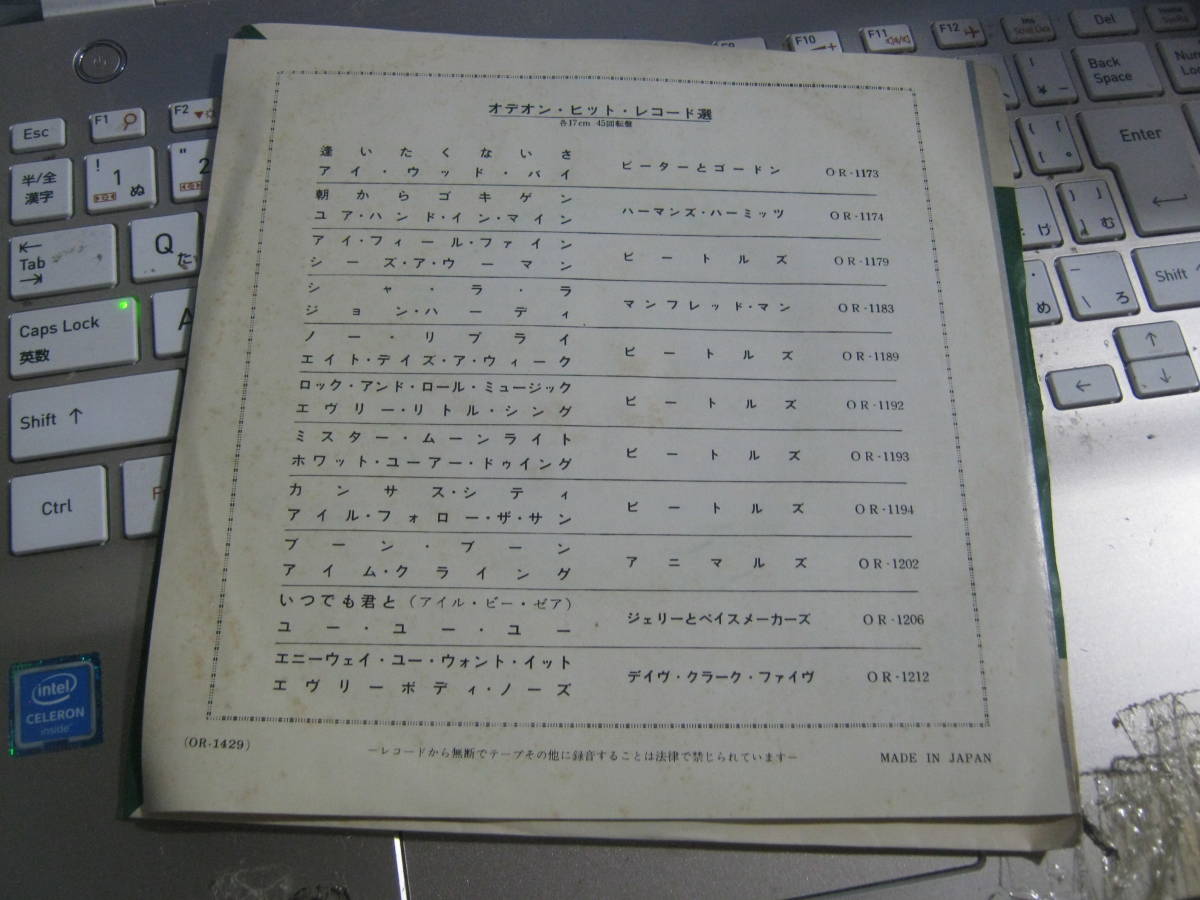 オデオン・ヒット・レコード選
各17cm 45回転盤
逢いたくないさ
アイ・ウッド・バイ
ピーターとゴードン OR-1173
朝からゴキゲン
ユア・ハンド・イン・マイン
ハーマンズ・ハーミッツ OR-1174
アイ・フィール・ファイン
シーズ・ア・ウーマン
ビートルズ OR-1179
シャ・ラ・ラ
ジョン・ハーディ
マンフレッド・マン OR-1183
ノー・リプライ
エイト・デイズ・ア・ウィーク
ビートルズ OR-1189
ロック・アンド・ロール・ミュージック
エヴリー・リトル・シング
ビートルズ OR-1192
ミスター・ムーンライト
ホワット・ユーアー・ドゥイング
ビートルズ OR-1193
カンサス・シティ
アイル・フォロー・ザ・サン
ビートルズ OR-1194
ブーン・ブーン
アイム・クライング
アニマルズ OR-1202
いつでも君と(アイル・ビー・ゼア)
ユー・ユー・ユー
ジェリーとペイスメーカーズ OR-1206
エニーウェイ・ユー・ウォント・イット
エヴリーボディ・ノーズ
デイヴ・クラーク・ファイヴ OR-1212
(OR-1429)
−レコードから無断でテープその他に録音することは法律で禁じられています−
MADE IN JAPAN
Esc
F1
F2
F10
F11
F12
Del
半/全
漢字
!
1 ぬ
"
2
Back
Space
Num
Tab
Q
た
Enter
Caps Lock
英数
A
Shift ↑
Ctrl
け
む
め
ろ
Shift
↑
←
↓
intel
CELERON
inside